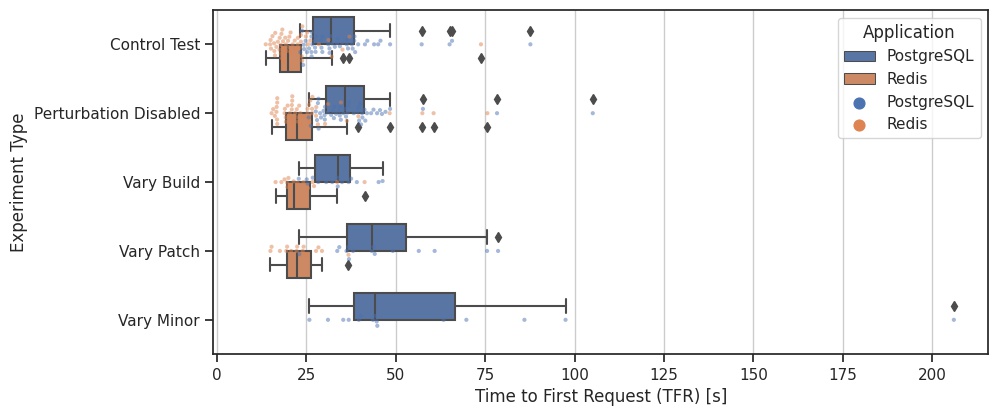 Application
PostgreSQL
Redis
PostgreSQL
Redis
Experiment Type
Control Test
Perturbation Disabled
Vary Build
Vary Patch
Vary Minor
0 25 50 75 100 125 150 175 200
Time to First Request (TFR) [s]